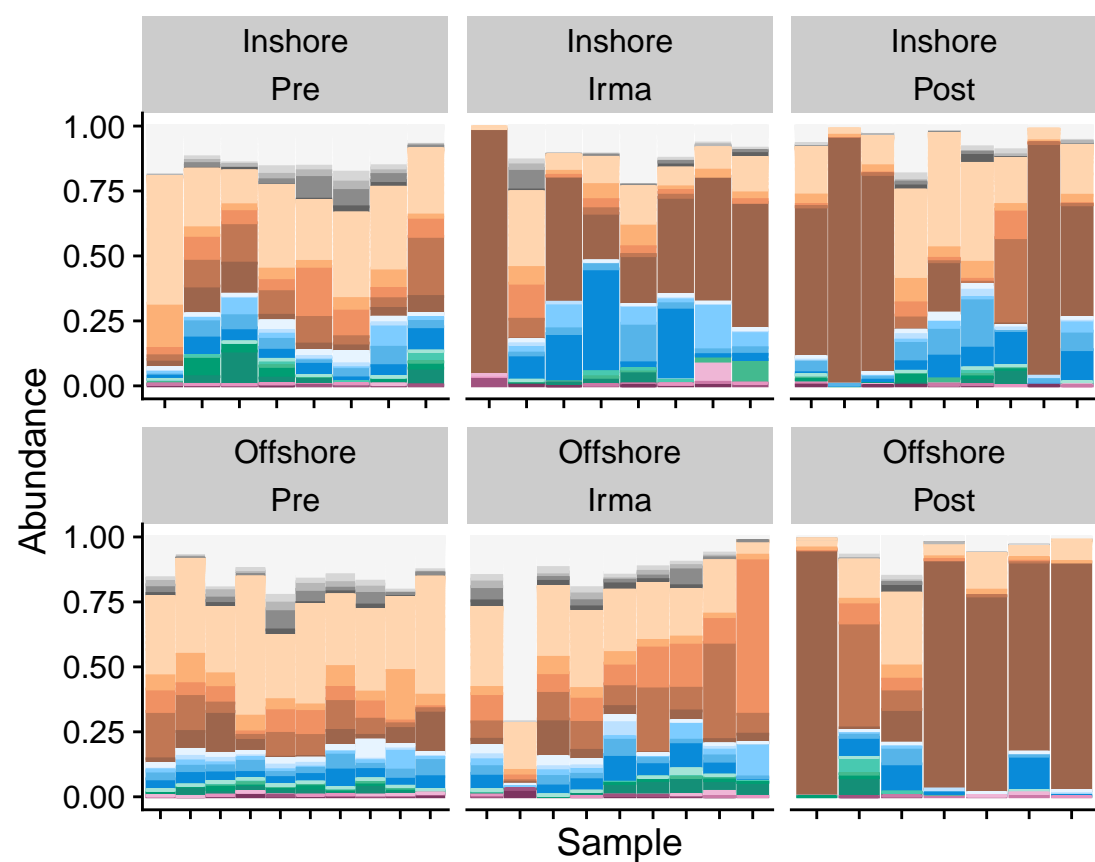 Inshore
Pre
Inshore
Irma
Inshore
Post
1.00
0.75
0.50
0.25
0.00
Abundance
Offshore
Pre
Offshore
Irma
Offshore
Post
1.00
0.75
0.50
0.25
0.00
Sample